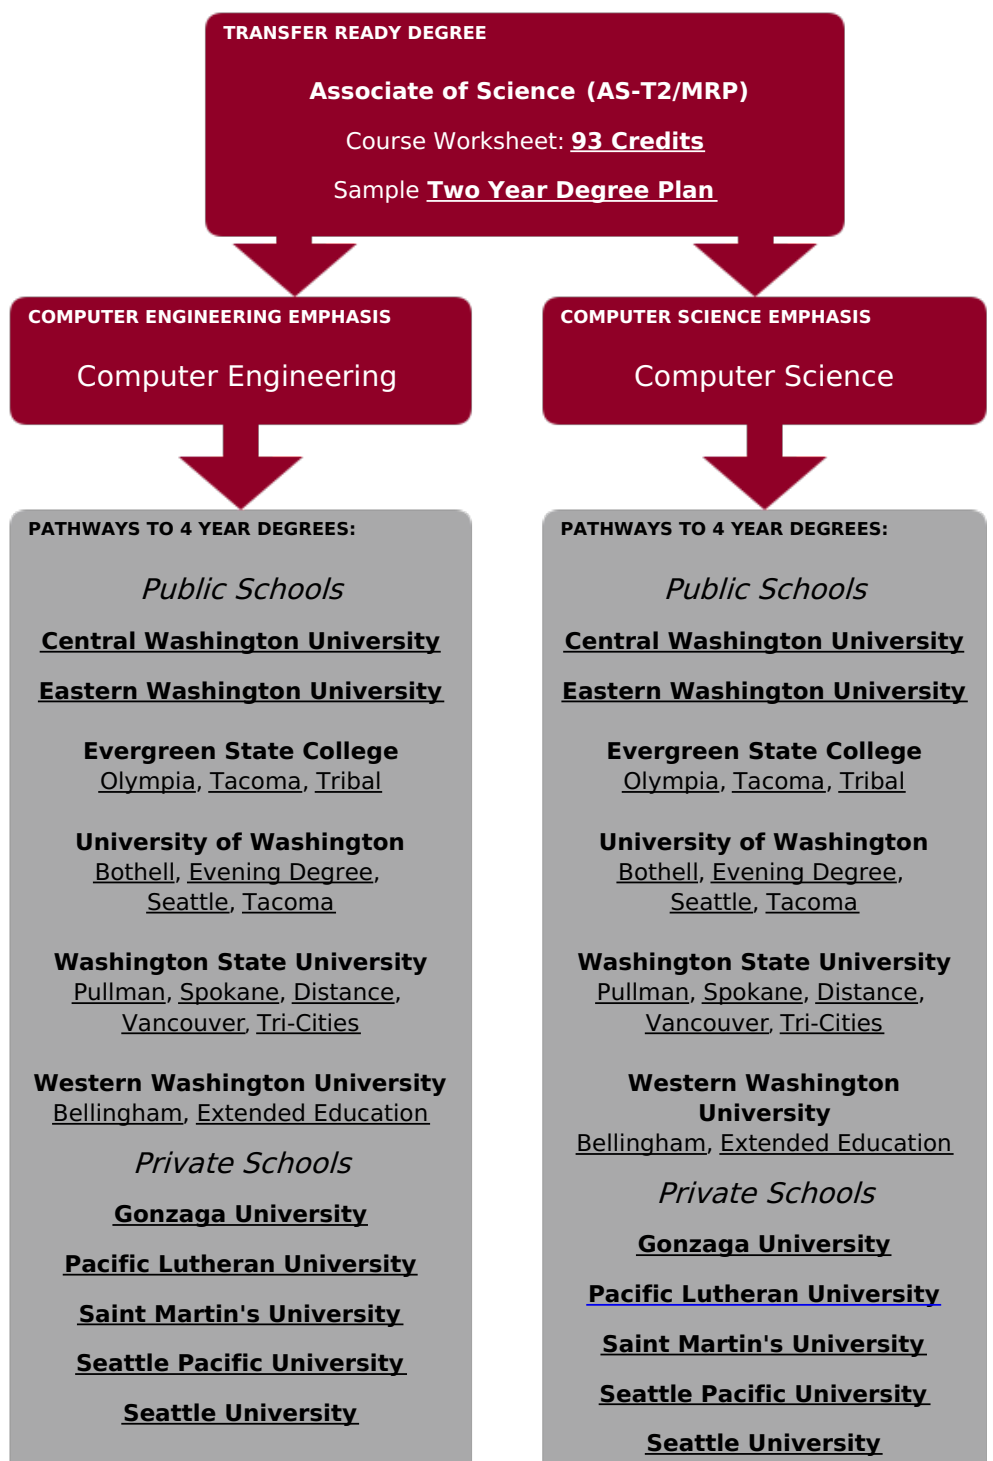 TRANSFER READY DEGREE
Associate of Science (AS-T2/MRP)
Course Worksheet: 93 Credits
Sample Two Year Degree Plan
COMPUTER ENGINEERING EMPHASIS
Computer Engineering
PATHWAYS TO 4 YEAR DEGREES:
Public Schools
Central Washington University
Eastern Washington University
Evergreen State College
Olympia, Tacoma, Tribal
University of Washington
Bothell, Evening Degree,
Seattle, Tacoma
Washington State University
Pullman, Spokane, Distance,
Vancouver, Tri-Cities
Western Washington University
Bellingham, Extended Education
Private Schools
Gonzaga University
Pacific Lutheran University
Saint Martin's University
Seattle Pacific University
Seattle University
COMPUTER SCIENCE EMPHASIS
Computer Science
PATHWAYS TO 4 YEAR DEGREES:
Public Schools
Central Washington University
Eastern Washington University
Evergreen State College
Olympia, Tacoma, Tribal
University of Washington
Bothell, Evening Degree,
Seattle, Tacoma
Washington State University
Pullman, Spokane, Distance,
Vancouver, Tri-Cities
Western Washington
University
Bellingham, Extended Education
Private Schools
Gonzaga University
Pacific Lutheran University
Saint Martin's University
Seattle Pacific University
Seattle University